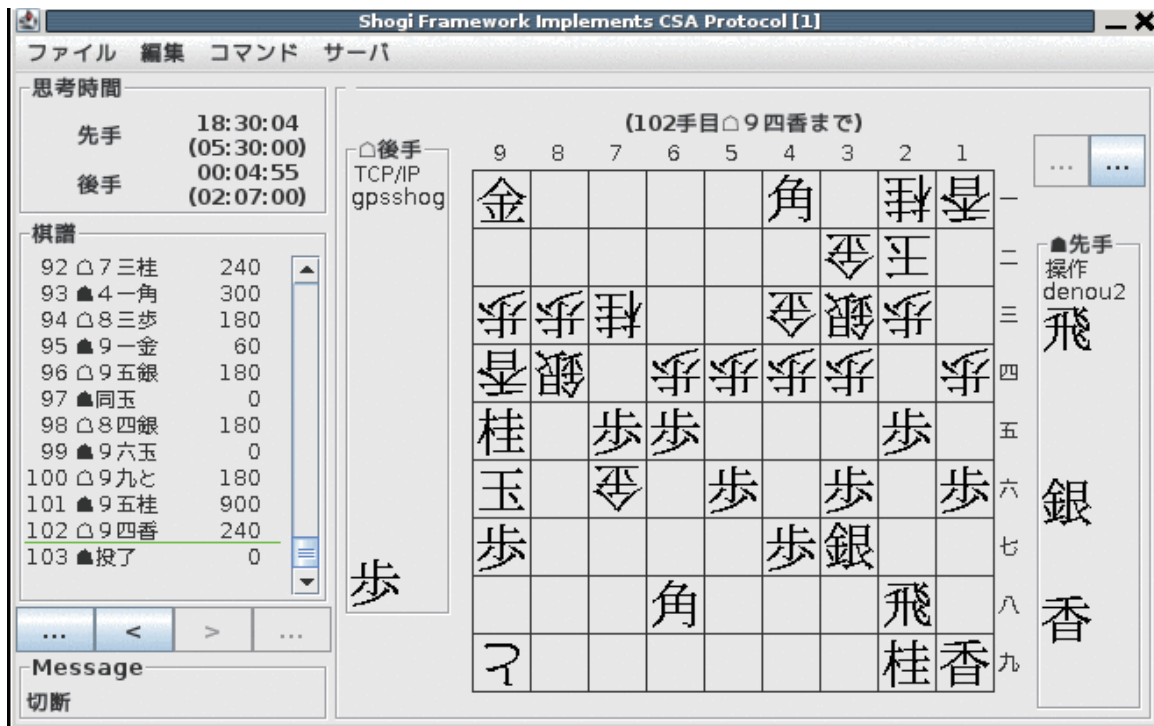 Shogi Framework Implements CSA Protocol [1]
ファイル 編集 コマンド サーバ
思考時間
先手 18:30:04 (05:30:00)
後手 00:04:55 (02:07:00)
棋譜
92 ☖7三桂 240
93 ☗4一角 300
94 ☖8三歩 180
95 ☗9一金 60
96 ☖9五銀 180
97 ☗同玉 0
98 ☖8四銀 180
99 ☗9六玉 0
100 ☖9九と 180
101 ☗9五桂 900
102 ☖9四香 240
103 ☗投了 0
... < > ...
Message
切断
(102手目☖9四香まで)
☖後手
TCP/IP
gpsshog
歩
9 8 7 6 5 4 3 2 1
金 角 桂 香 一
金 王 二
歩 歩 桂 金 銀 歩 三
香 銀 歩 歩 歩 歩 歩 四
桂 歩 歩 歩 五
玉 金 歩 歩 歩 六
歩 歩 銀 七
角 飛 八
と 桂 香 九
... ...
☗先手
操作
denou2
飛
銀
香